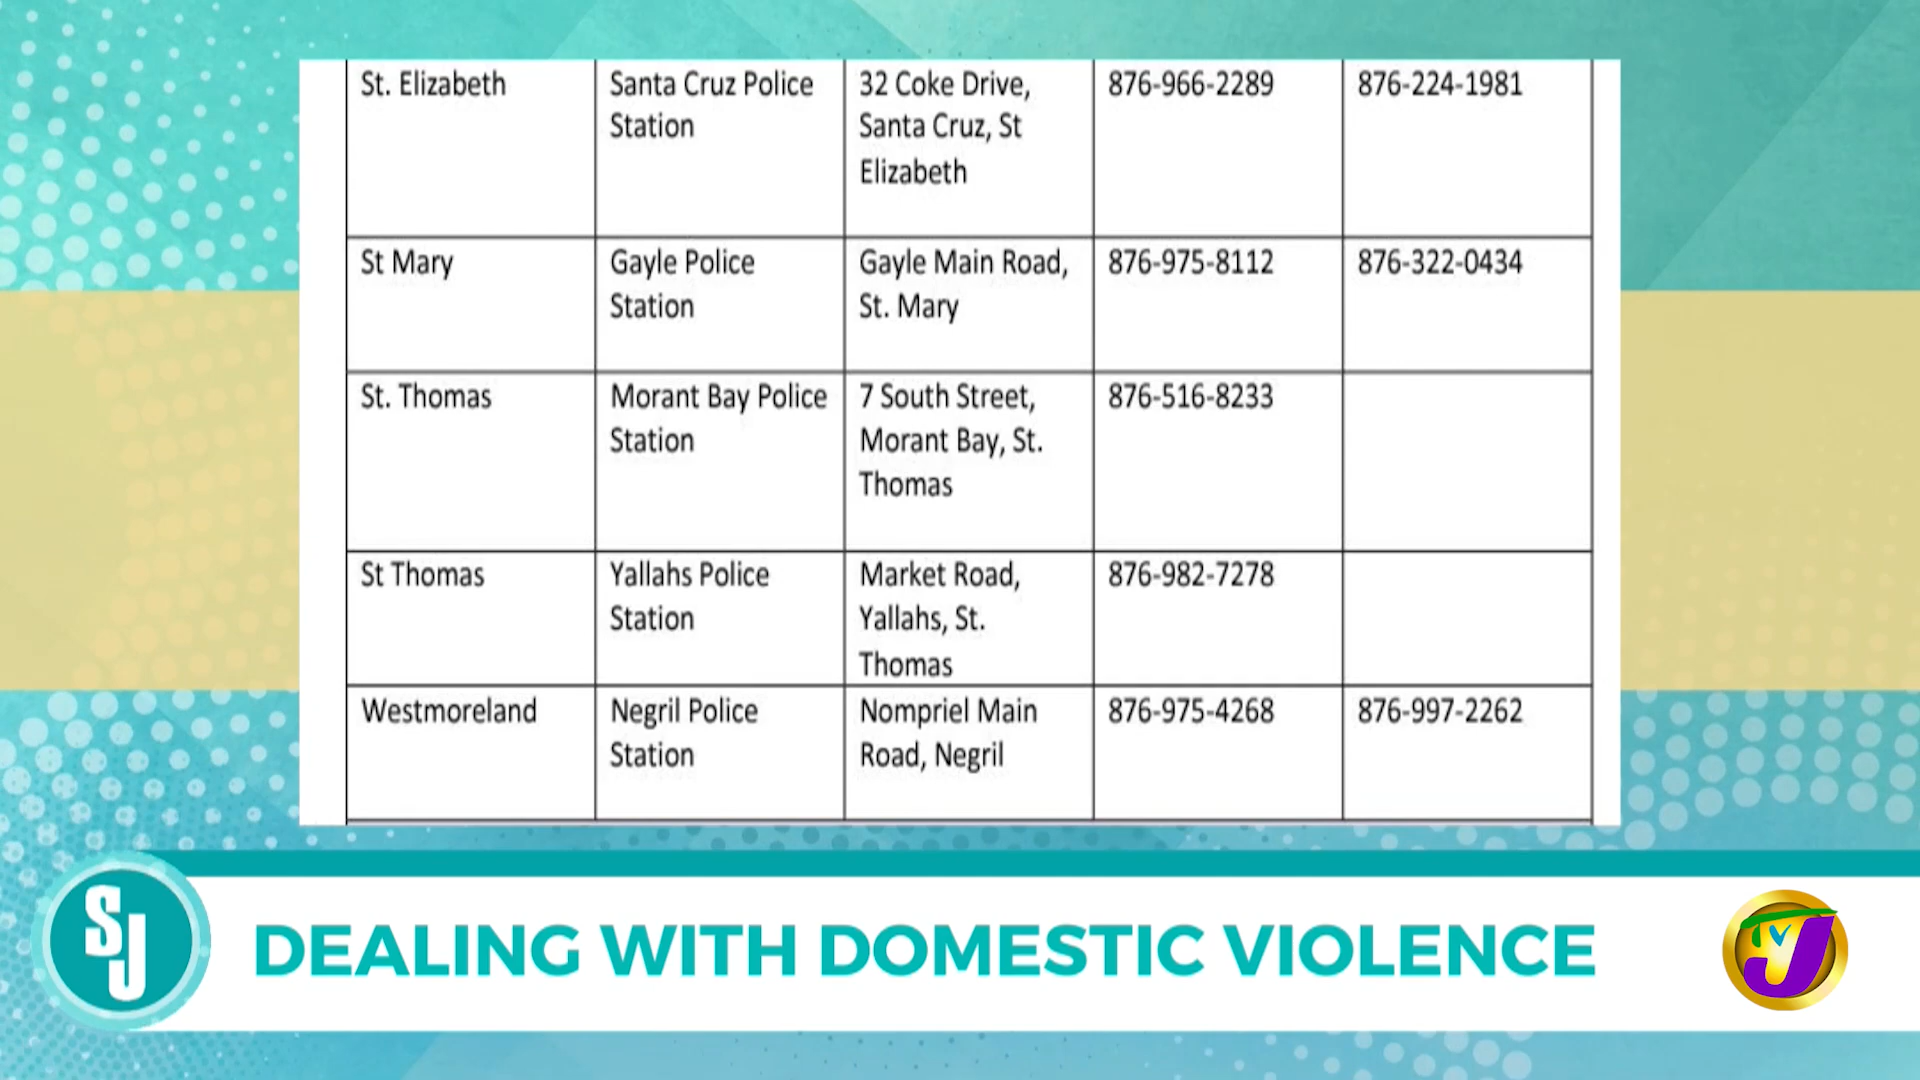 St. Elizabeth
Santa Cruz Police
Station
32 Coke Drive,
Santa Cruz, St
Elizabeth
876-966-2289
876-224-1981
St Mary
Gayle Police
Station
Gayle Main Road,
St. Mary
876-975-8112
876-322-0434
St. Thomas
Morant Bay Police
Station
7 South Street,
Morant Bay, St.
Thomas
876-516-8233
St Thomas
Yallahs Police
Station
Market Road,
Yallahs, St.
Thomas
876-982-7278
Westmoreland
Negril Police
Station
Nompriel Main
Road, Negril
876-975-4268
876-997-2262
SJ
DEALING WITH DOMESTIC VIOLENCE
TVJ